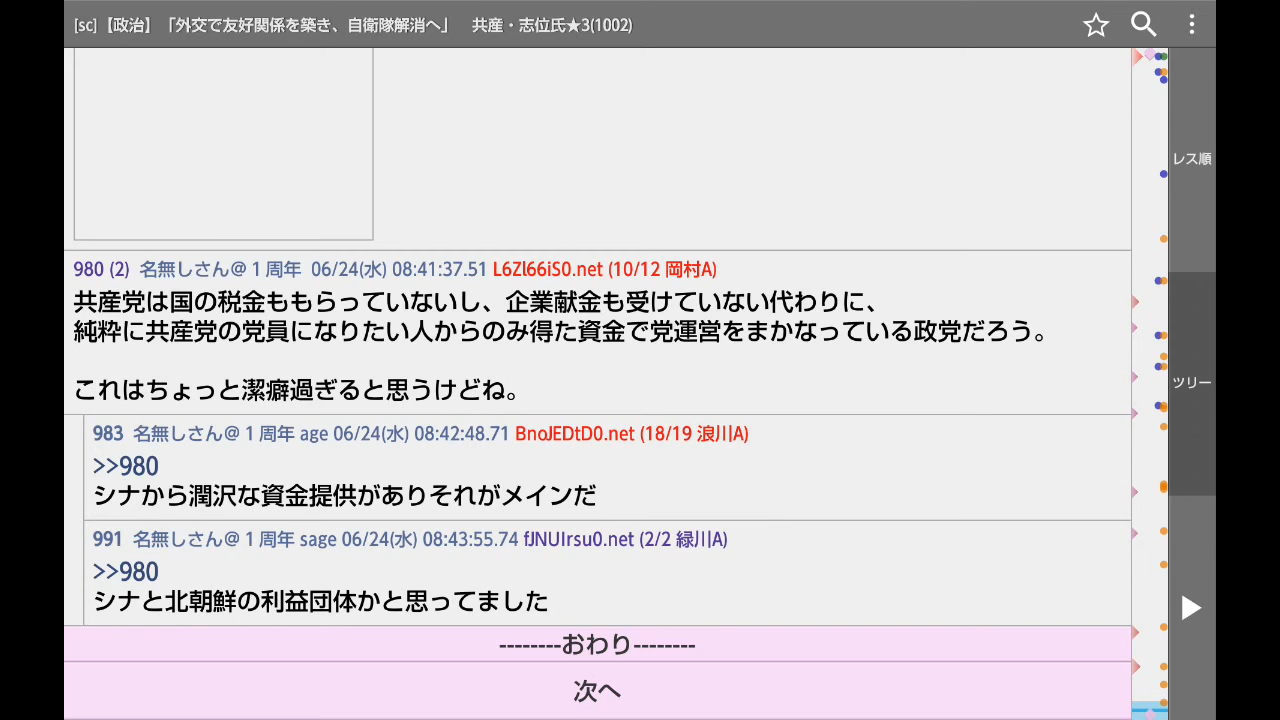 [sc]【政治】「外交で友好関係を築き、自衛隊解消へ」　共産・志位氏★3(1002)
レス順
980 (2) 名無しさん@１周年 06/24(水) 08:41:37.51 L6Zl66iS0.net (10/12 岡村A)
共産党は国の税金ももらっていないし、企業献金も受けていない代わりに、
純粋に共産党の党員になりたい人からのみ得た資金で党運営をまかなっている政党だろう。
これはちょっと潔癖過ぎると思うけどね。
ツリー
983 名無しさん@１周年 age 06/24(水) 08:42:48.71 BnoJEDtD0.net (18/19 浪川A)
>>980
シナから潤沢な資金提供がありそれがメインだ
991 名無しさん@１周年 sage 06/24(水) 08:43:55.74 fJNUIrsu0.net (2/2 緑川A)
>>980
シナと北朝鮮の利益団体かと思ってました
--------おわり--------
次へ